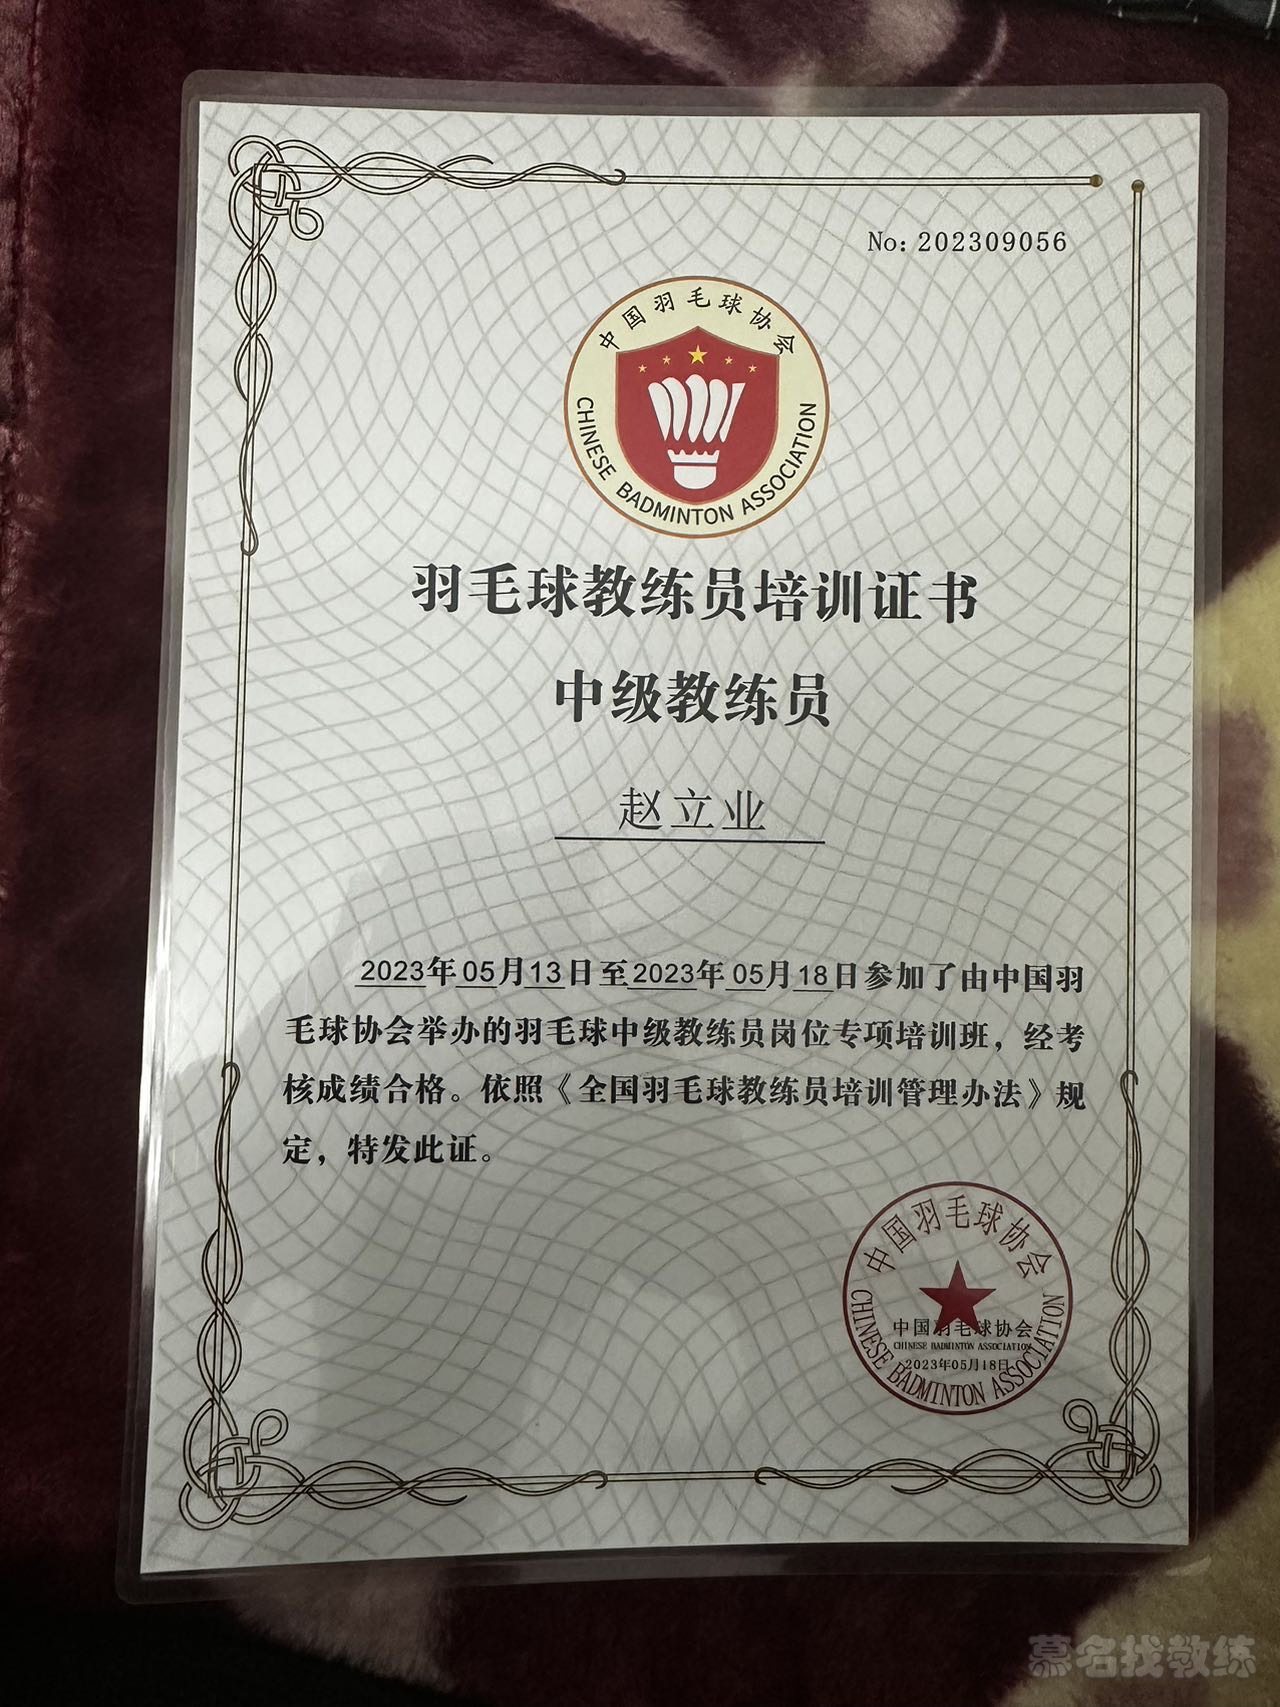 No: 202309056
中国羽毛球协会
CHINESE BADMINTON ASSOCIATION
羽毛球教练员培训证书
中级教练员
赵立业
2023年05月13日至2023年05月18日参加了由中国羽
毛球协会举办的羽毛球中级教练员岗位专项培训班，经考
核成绩合格。依照《全国羽毛球教练员培训管理办法》规
定，特发此证。
中国羽毛球协会
中国羽毛球协会
CHINESE BADMINTON ASSOCIATION
2023年05月18日
CHINESE BADMINTON ASSOCIATION
慕名找教练